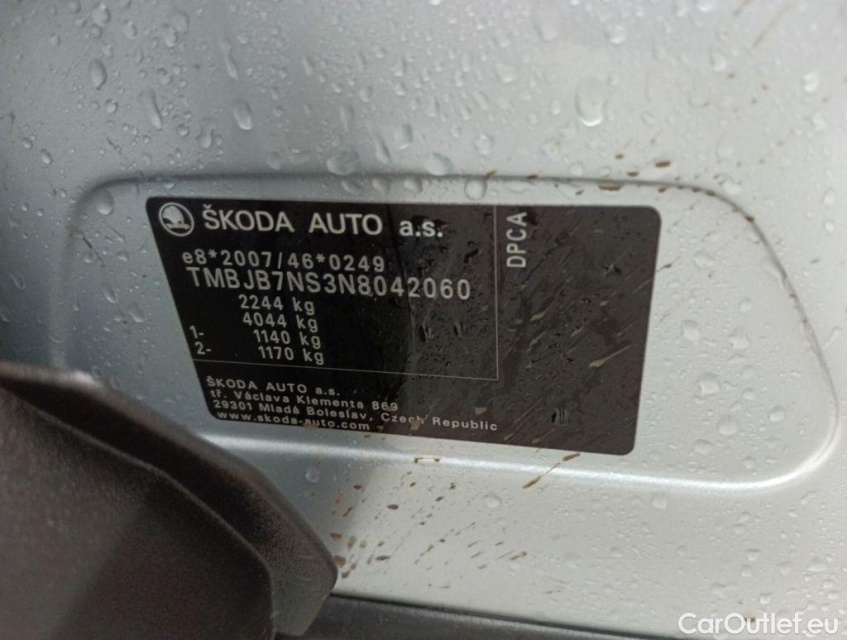 ŠKODA AUTO a.s.
DPCA
e8*2007/46*0249
TMBJB7NS3N8042060
2244 kg
4044 kg
1- 1140 kg
2- 1170 kg
ŠKODA AUTO a.s.
tř. Václava Klementa 869
29301 Mladá Boleslav, Czech Republic
www.skoda-auto.com
CarOutlet.eu